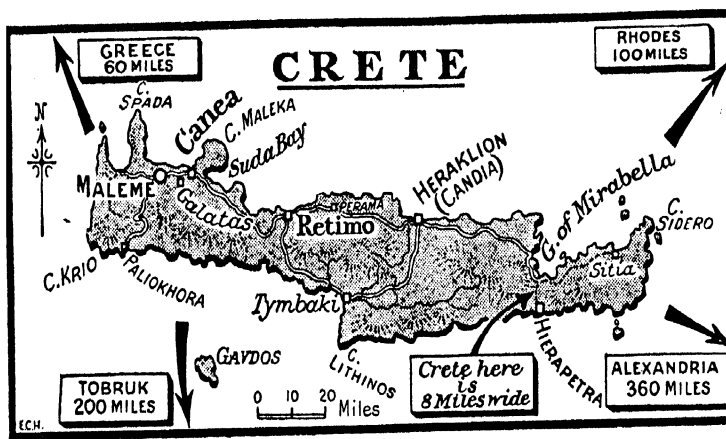 GREECE
60 MILES
CRETE
RHODES
100 MILES
N
C.
SPADA
Canea
C. MALEKA
Suda Bay
MALEME
Galatas
Retimo
PERAMA
HERAKLION
(CANDIA)
G. of Mirabella
C.
SIDERO
Sitia
C. KRIO
PALIOKHORA
Tymbaki
C.
LITHINOS
HIERAPETRA
GAVDOS
TOBRUK
200 MILES
0 10 20
Miles
Crete here
is
8 Miles wide
ALEXANDRIA
360 MILES
E.C.H.